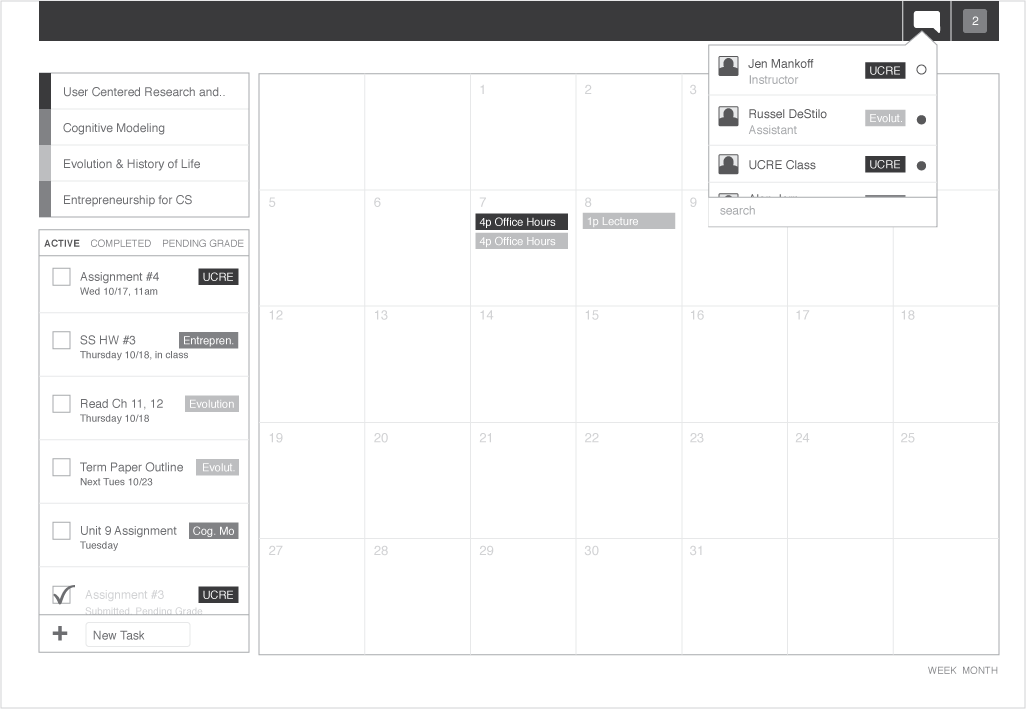 2
Jen Mankoff
Instructor
UCRE
Russel DeStilo
Assistant
Evolut.
UCRE Class
UCRE
search
User Centered Research and..
Cognitive Modeling
Evolution & History of Life
Entrepreneurship for CS
ACTIVE COMPLETED PENDING GRADE
Assignment #4 UCRE
Wed 10/17, 11am
SS HW #3 Entrepren.
Thursday 10/18, in class
Read Ch 11, 12 Evolution
Thursday 10/18
Term Paper Outline Evolut.
Next Tues 10/23
Unit 9 Assignment Cog. Mo
Tuesday
Assignment #3 UCRE
Submitted, Pending Grade
New Task
1 2 3
5 6 7 8 9
4p Office Hours 1p Lecture
4p Office Hours
12 13 14 15 16 17 18
19 20 21 22 23 24 25
27 28 29 30 31
WEEK MONTH